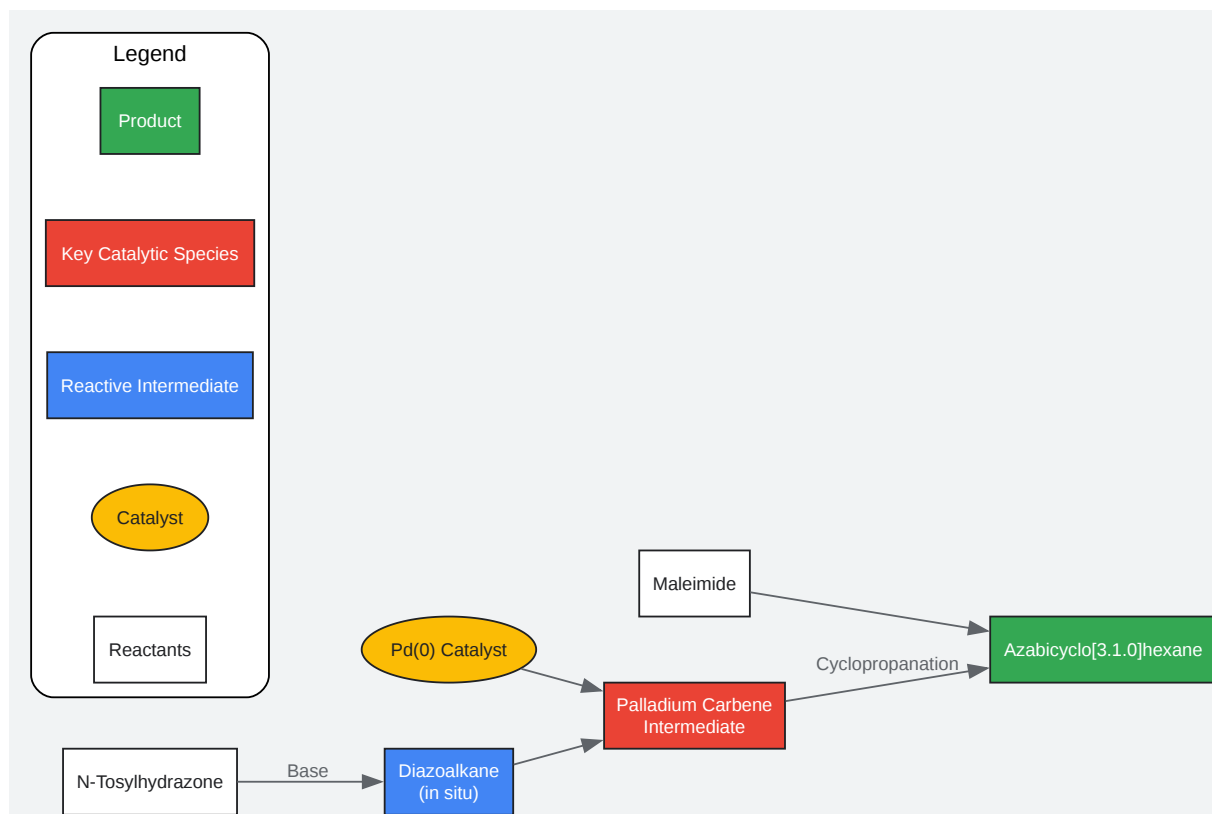 Legend
Product
Key Catalytic Species
Reactive Intermediate
Catalyst
Reactants
Maleimide
Pd(0) Catalyst
Azabicyclo[3.1.0]hexane
Cyclopropanation
Palladium Carbene
Intermediate
N-Tosylhydrazone
Base
Diazoalkane
(in situ)